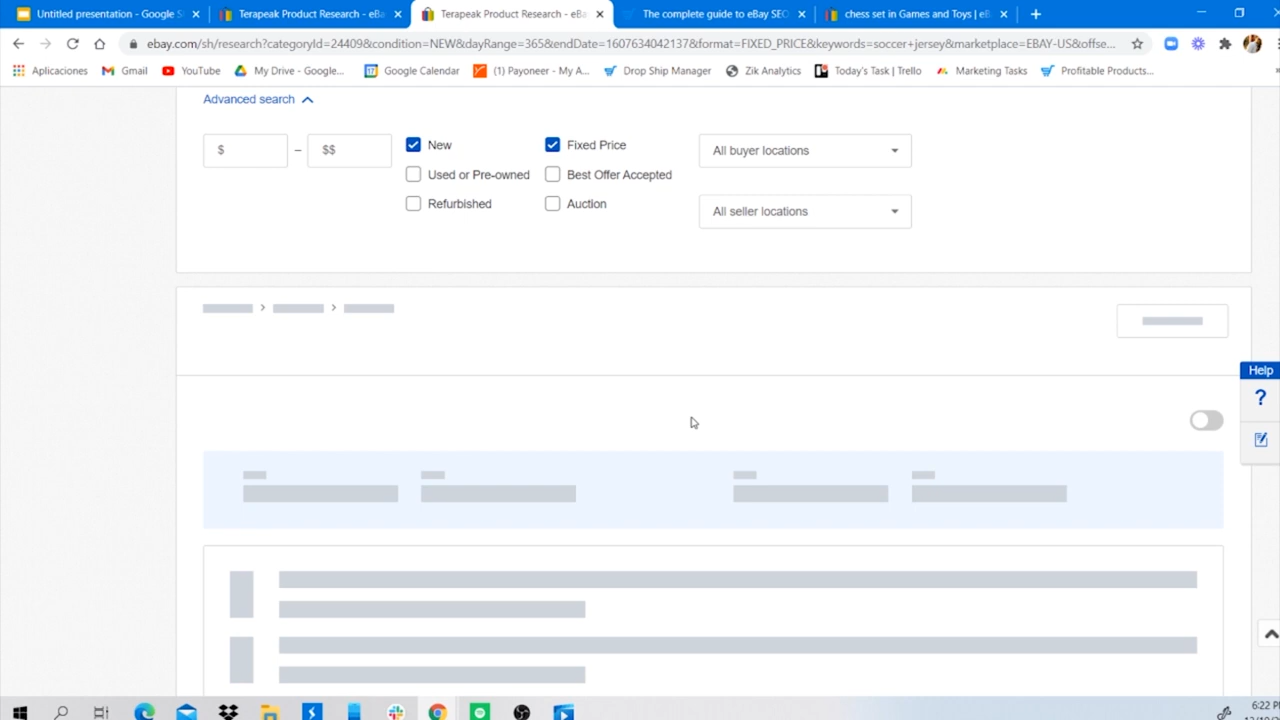 Untitled presentation - Google S
Terapeak Product Research - eBa
Terapeak Product Research - eBa
The complete guide to eBay SEO
chess set in Games and Toys | eB
ebay.com/sh/research?categoryId=24409&condition=NEW&dayRange=365&endDate=1607634042137&format=FIXED_PRICE&keywords=soccer+jersey&marketplace=EBAY-US&offse...
Aplicaciones
Gmail
YouTube
My Drive - Google...
Google Calendar
(1) Payoneer - My A...
Drop Ship Manager
Zik Analytics
Today's Task | Trello
Marketing Tasks
Profitable Products...
Advanced search
$ – $$
New
Fixed Price
All buyer locations
Used or Pre-owned
Best Offer Accepted
Refurbished
Auction
All seller locations
Help
?
6:22 P